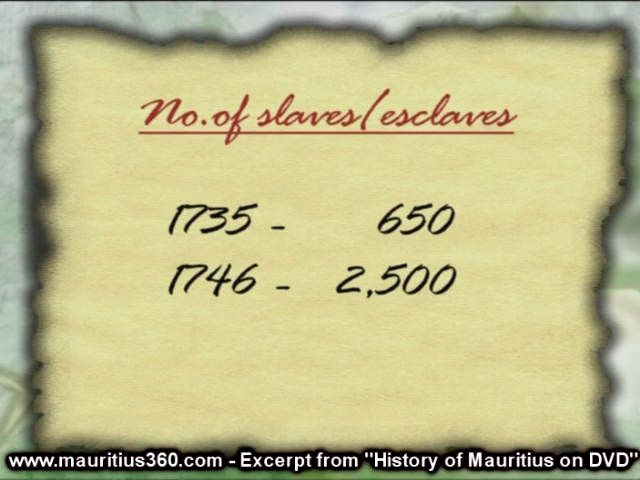 No. of slaves/esclaves
1735 - 650
1746 - 2,500
www.mauritius360.com - Excerpt from "History of Mauritius on DVD"